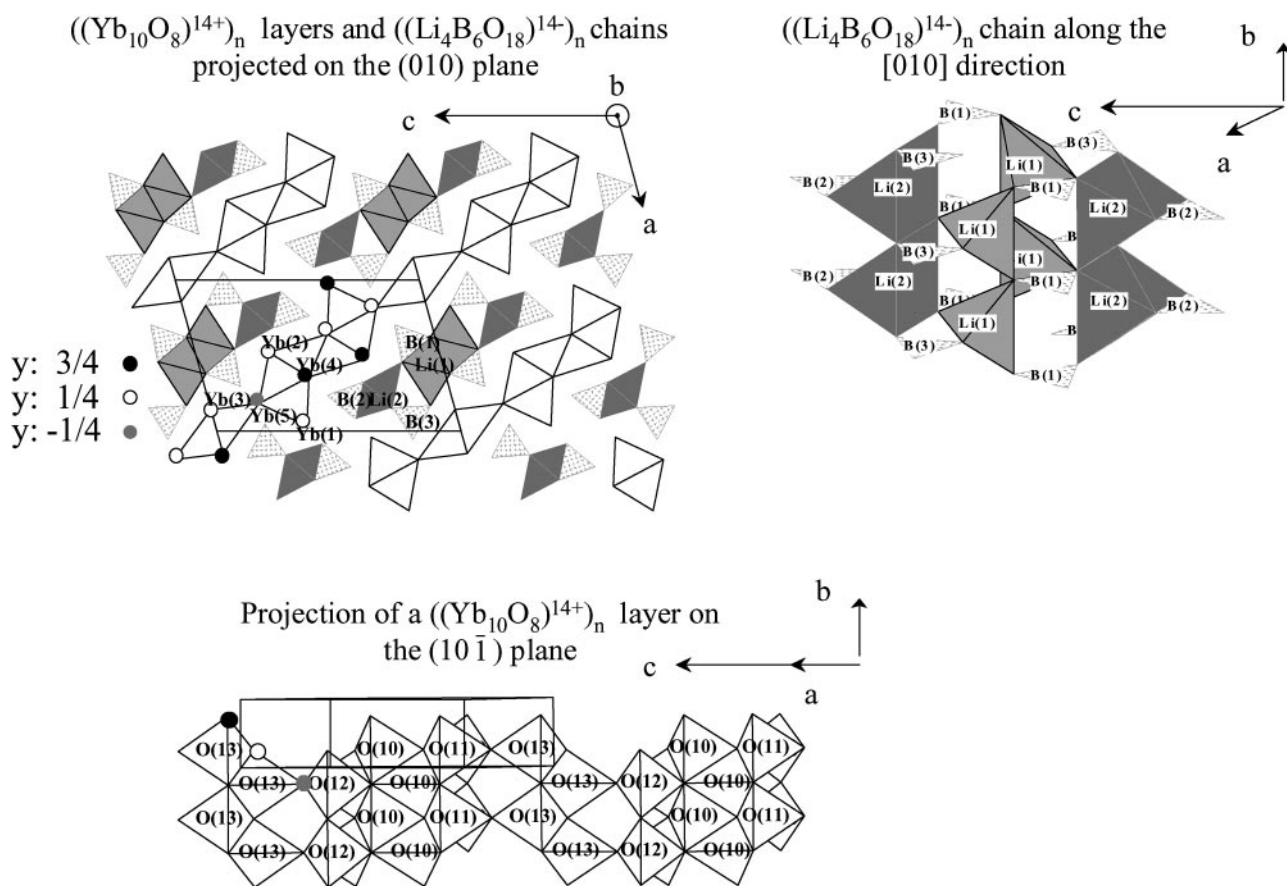 ((Yb10O8)14+)n layers and ((Li4B6O18)14-)n chains
projected on the (010) plane
b
c
a
Yb(2)
B(1)
Yb(4)
Li(1)
y: 3/4
y: 1/4
y: -1/4
Yb(3)
B(2)
Li(2)
Yb(5)
Yb(1)
B(3)
((Li4B6O18)14-)n chain along the
[010] direction
b
c
a
B(1)
B(3)
Li(1)
B(3)
B(2)
Li(2)
B(1)
Li(2)
B(2)
B(1)
Li(1)
B
B(3)
i(1)
B(2)
Li(2)
B(1)
Li(2)
B(2)
B(1)
Li(1)
B
B(3)
B(1)
Projection of a ((Yb10O8)14+)n layer on
the (10 1̄) plane
b
c
a
O(13) O(10) O(11) O(13) O(10) O(11)
O(13) O(12) O(10) O(13) O(12) O(10)
O(13) O(10) O(11) O(13) O(10) O(11)
O(13) O(12) O(10) O(13) O(12) O(10)